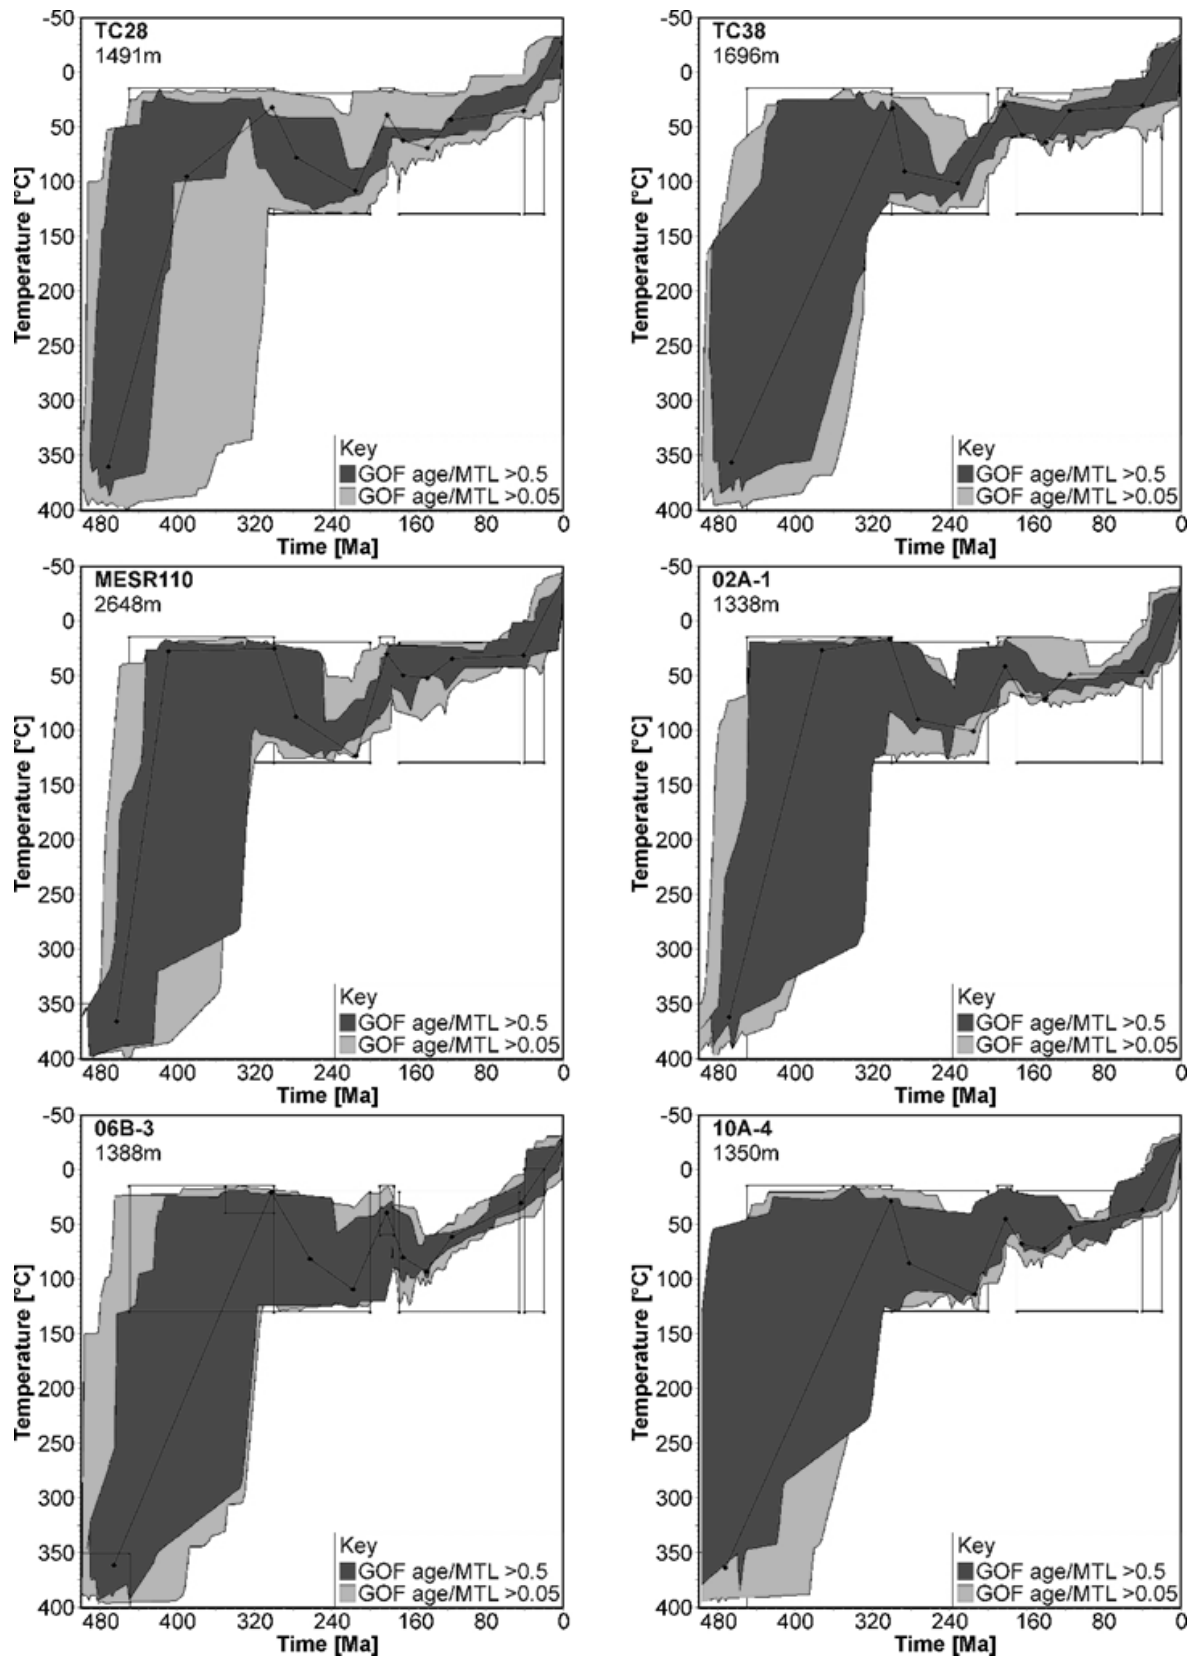 TC28
1491m
-50
0
50
100
150
200
250
300
350
400
Temperature [°C]
Key
GOF age/MTL >0.5
GOF age/MTL >0.05
480 400 320 240 160 80 0
Time [Ma]
TC38
1696m
-50
0
50
100
150
200
250
300
350
400
Temperature [°C]
Key
GOF age/MTL >0.5
GOF age/MTL >0.05
480 400 320 240 160 80 0
Time [Ma]
MESR110
2648m
-50
0
50
100
150
200
250
300
350
400
Temperature [°C]
Key
GOF age/MTL >0.5
GOF age/MTL >0.05
480 400 320 240 160 80 0
Time [Ma]
02A-1
1338m
-50
0
50
100
150
200
250
300
350
400
Temperature [°C]
Key
GOF age/MTL >0.5
GOF age/MTL >0.05
480 400 320 240 160 80 0
Time [Ma]
06B-3
1388m
-50
0
50
100
150
200
250
300
350
400
Temperature [°C]
Key
GOF age/MTL >0.5
GOF age/MTL >0.05
480 400 320 240 160 80 0
Time [Ma]
10A-4
1350m
-50
0
50
100
150
200
250
300
350
400
Temperature [°C]
Key
GOF age/MTL >0.5
GOF age/MTL >0.05
480 400 320 240 160 80 0
Time [Ma]